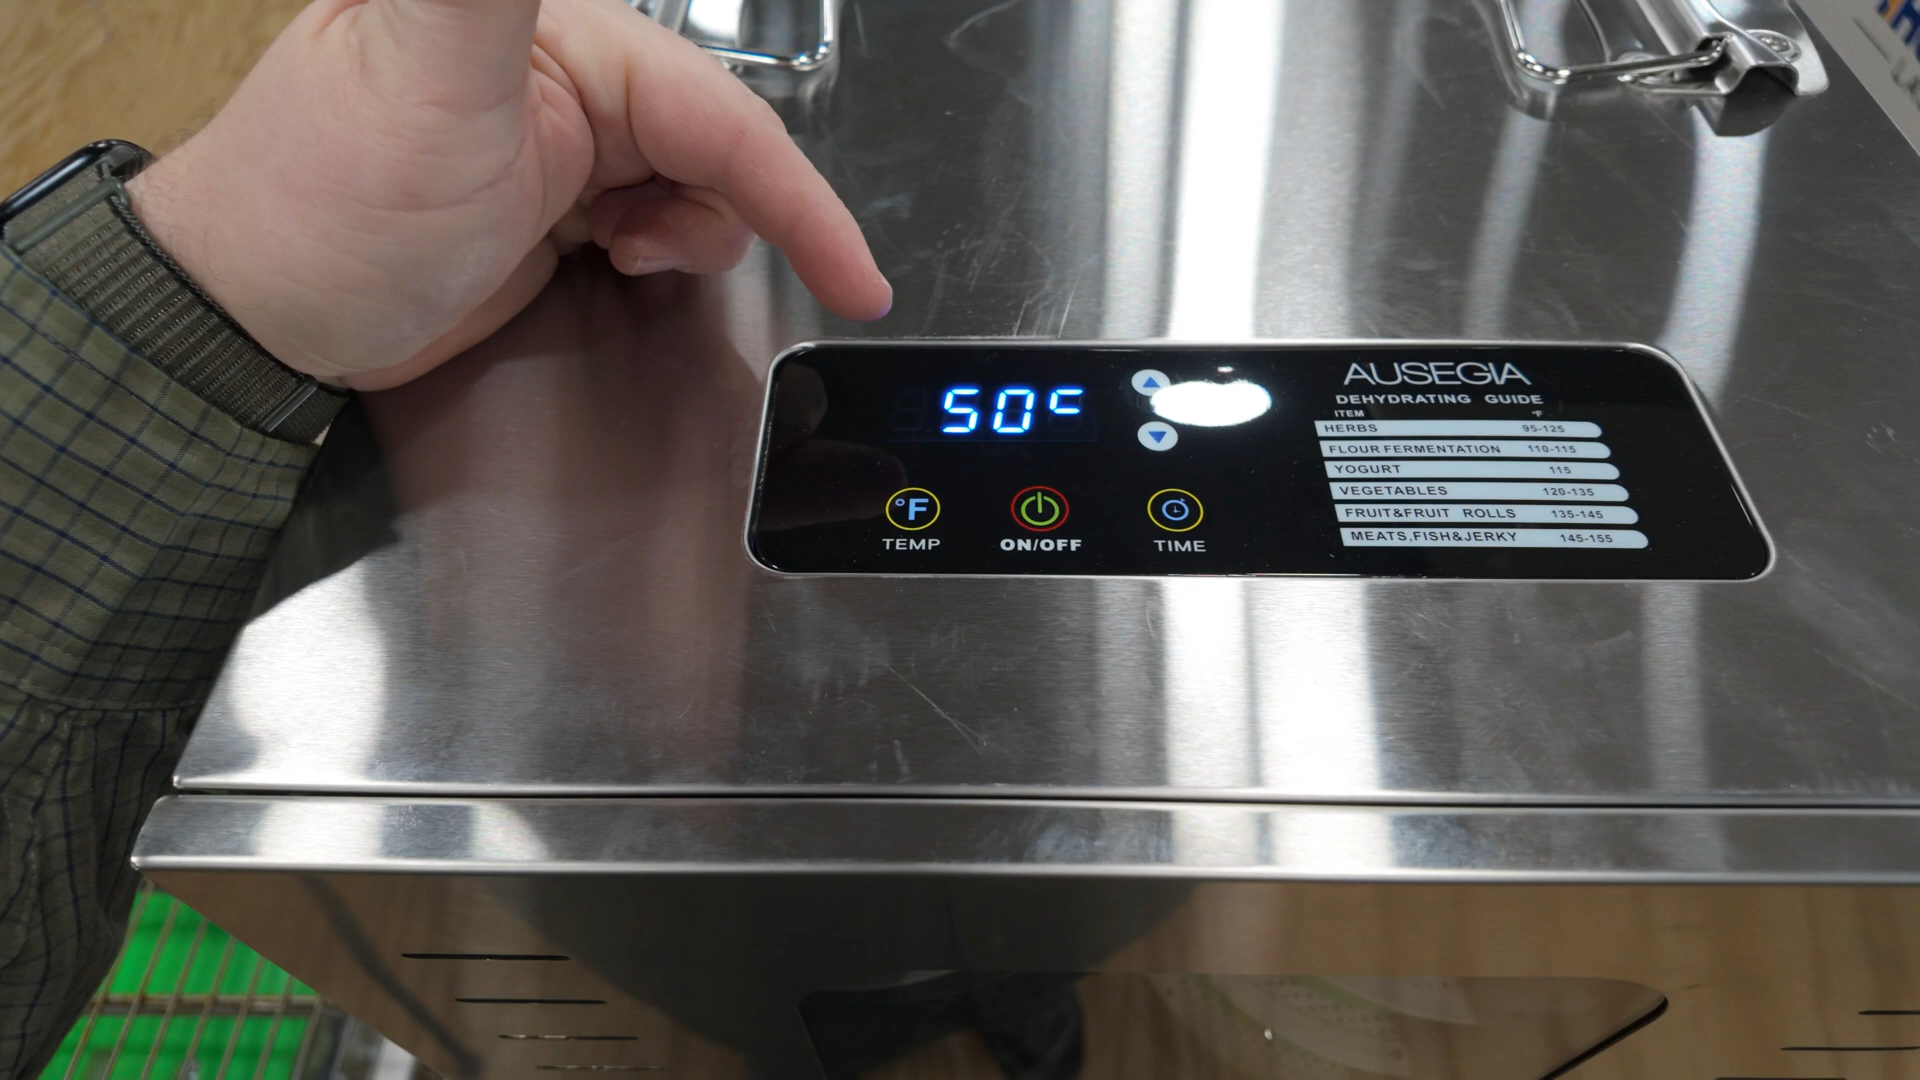 50c
°F
TEMP
ON/OFF
TIME
AUSEGIA
DEHYDRATING GUIDE
ITEM °F
HERBS 95-125
FLOUR FERMENTATION 110-115
YOGURT 115
VEGETABLES 120-135
FRUIT&FRUIT ROLLS 135-145
MEATS,FISH&JERKY 145-155